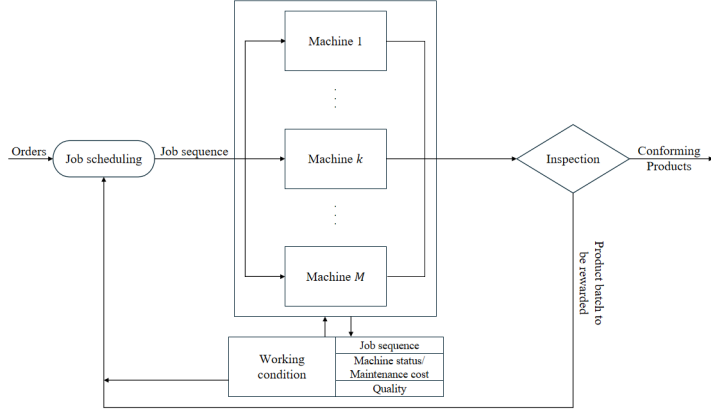 Machine 1
Orders
Job scheduling
Job sequence
Machine k
Inspection
Conforming
Products
Machine M
Product batch to
be rewarded
Working
condition
Job sequence
Machine status/
Maintenance cost
Quality